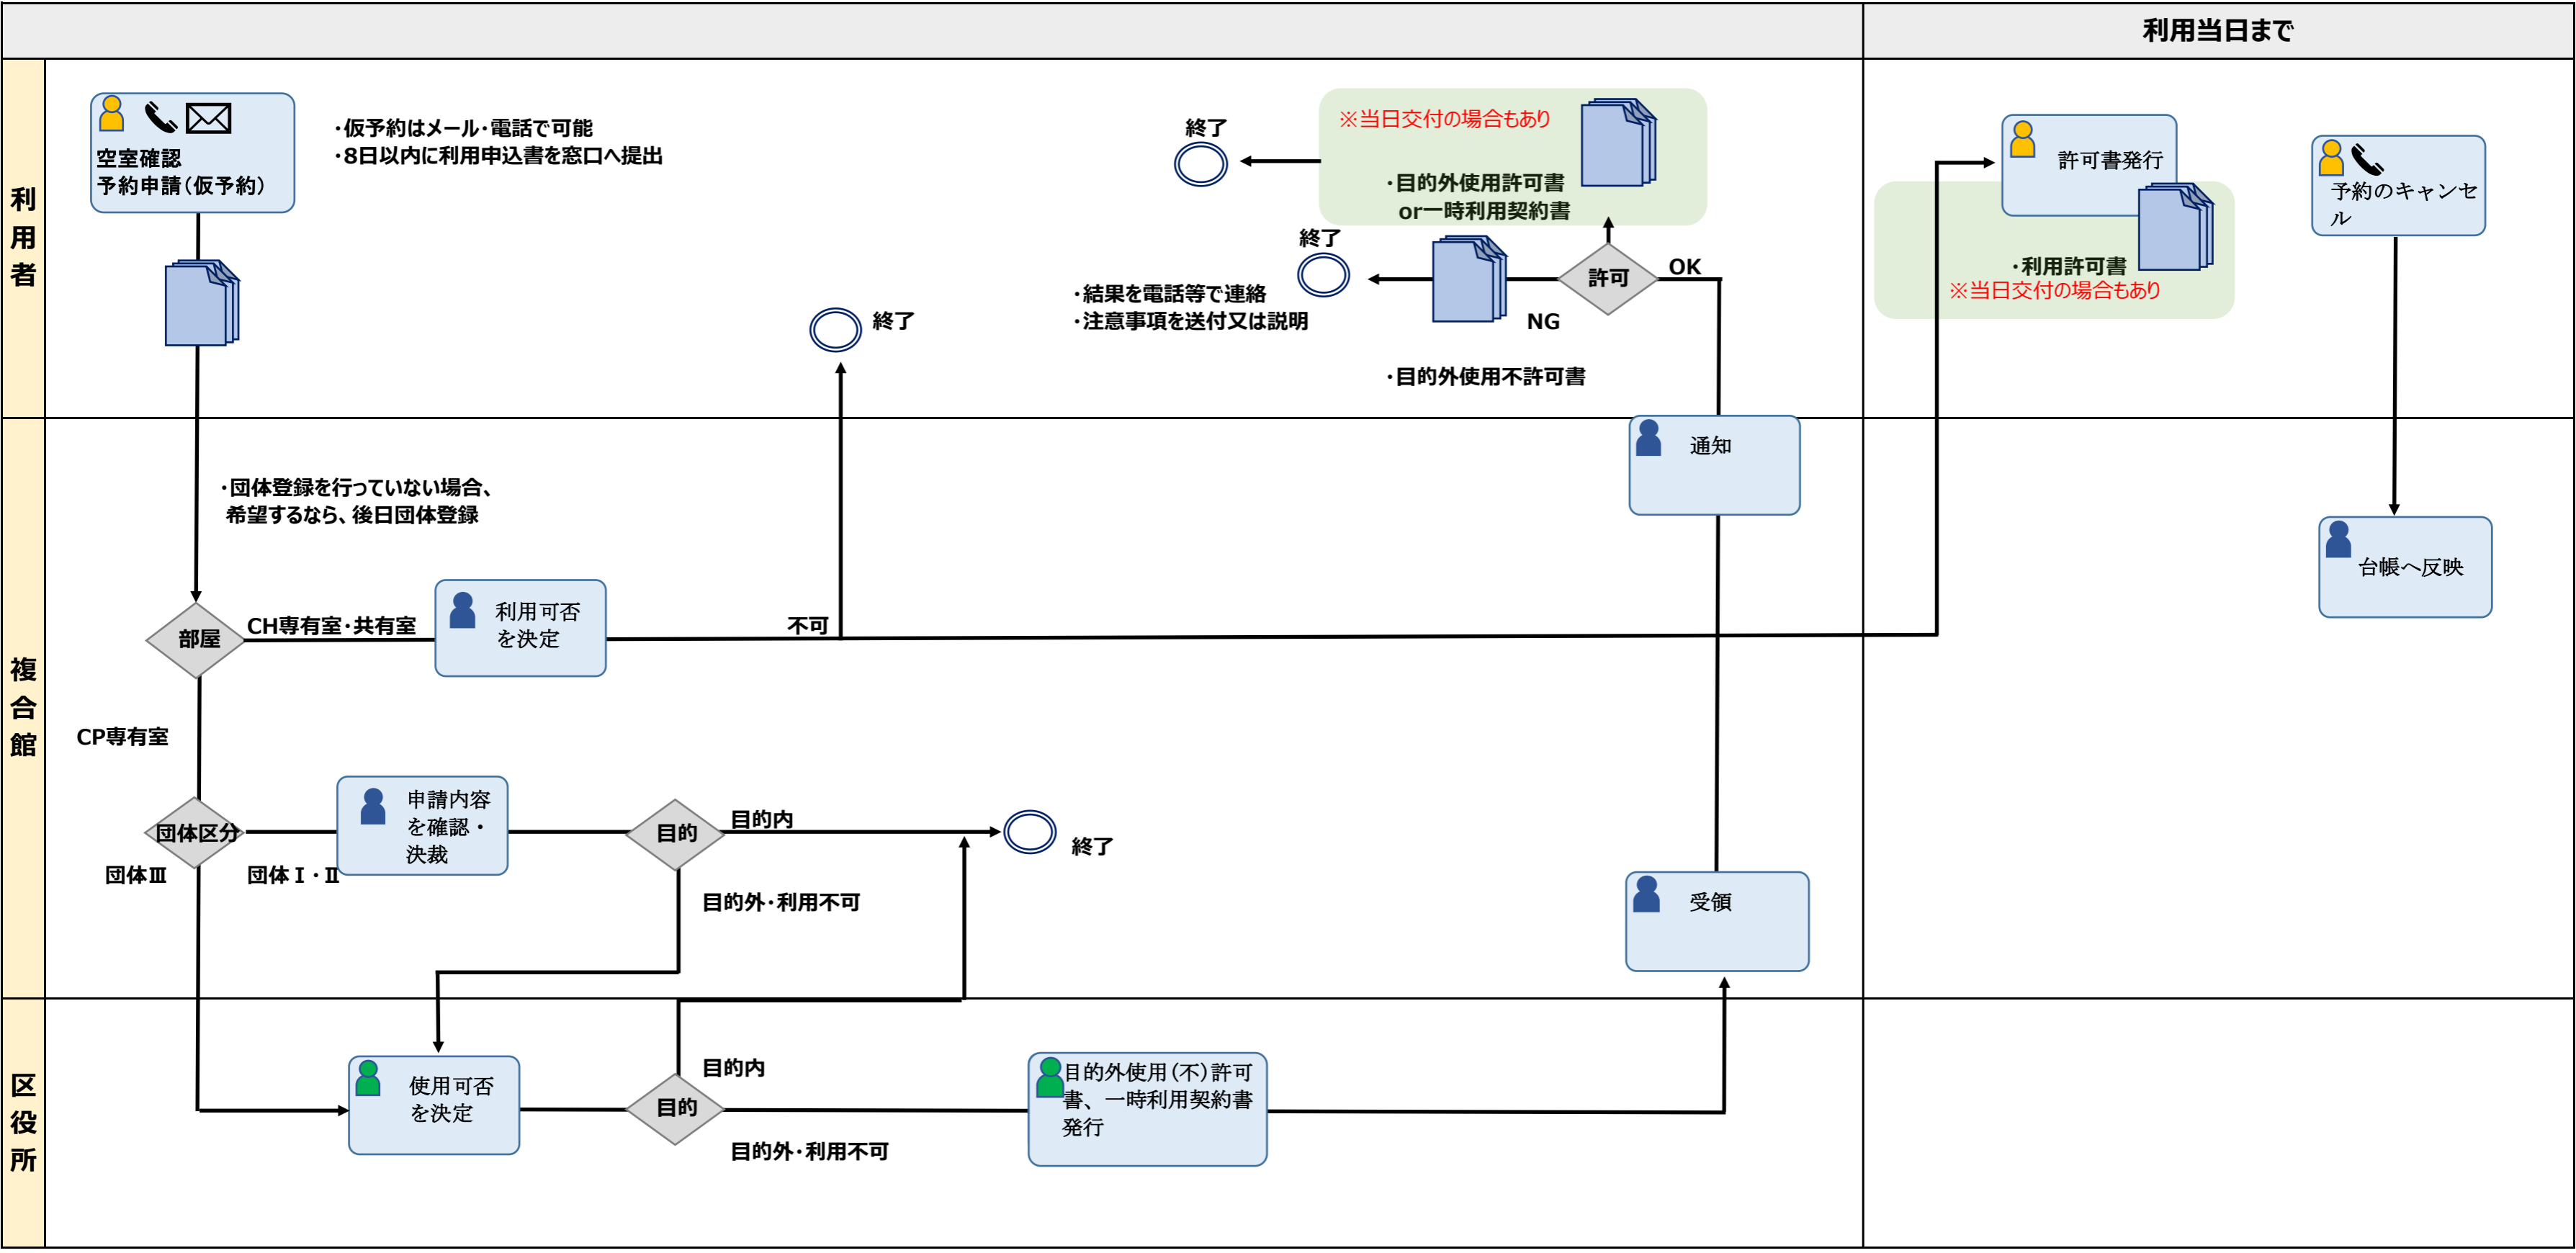 利用当日まで
利用者
空室確認
予約申請（仮予約）
・仮予約はメール・電話で可能
・8日以内に利用申込書を窓口へ提出
終了
※当日交付の場合もあり
・目的外使用許可書
or一時利用契約書
終了
・結果を電話等で連絡
・注意事項を送付又は説明
NG
許可
OK
・目的外使用不許可書
終了
許可書発行
・利用許可書
※当日交付の場合もあり
予約のキャンセ
ル
複合館
・団体登録を行っていない場合、
希望するなら、後日団体登録
通知
台帳へ反映
部屋
CH専有室・共有室
利用可否
を決定
不可
CP専有室
団体区分
団体Ⅲ
団体Ⅰ・Ⅱ
申請内容
を確認・
決裁
目的
目的内
終了
目的外・利用不可
受領
区役所
使用可否
を決定
目的
目的内
目的外・利用不可
目的外使用（不）許可
書、一時利用契約書
発行